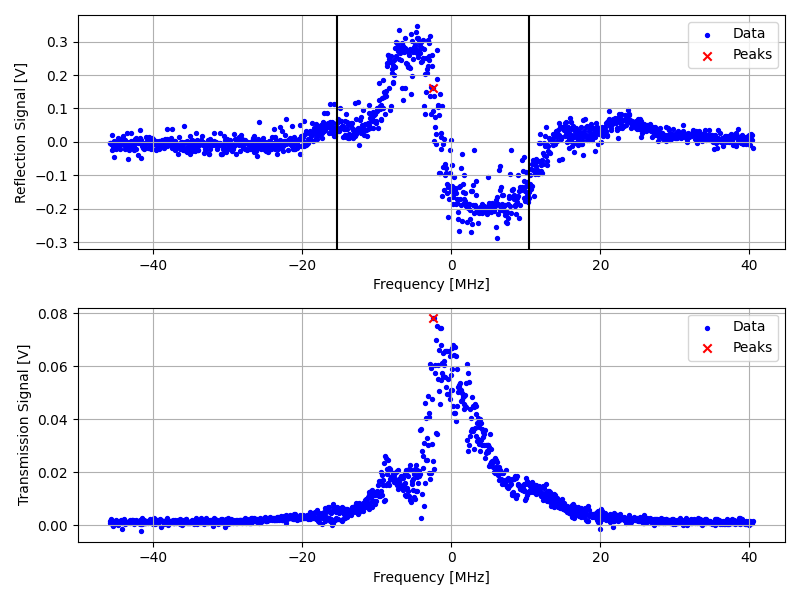 Reflection Signal [V]
0.3
0.2
0.1
0.0
−0.1
−0.2
−0.3
Data
Peaks
−40
−20
0
20
40
Frequency [MHz]
Transmission Signal [V]
0.08
0.06
0.04
0.02
0.00
Data
Peaks
−40
−20
0
20
40
Frequency [MHz]